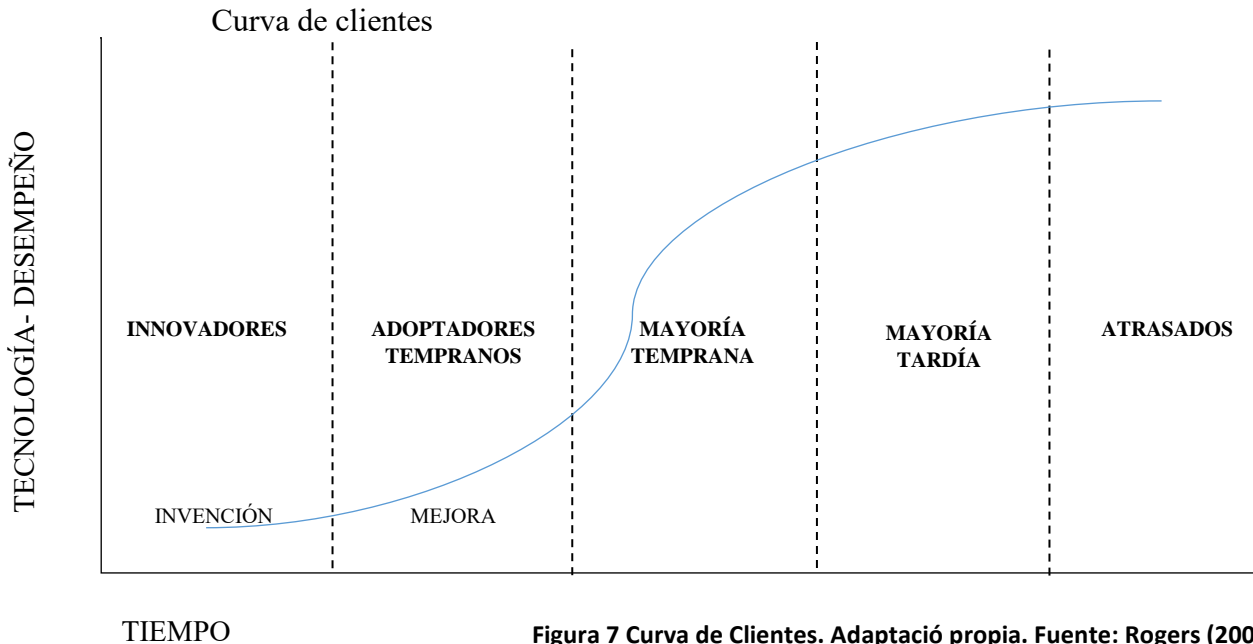 Curva de clientes
TECNOLOGÍA- DESEMPEÑO
INNOVADORES
ADOPTADORES
TEMPRANOS
MAYORÍA
TEMPRANA
MAYORÍA
TARDÍA
ATRASADOS
INVENCIÓN
MEJORA
TIEMPO
Figura 7 Curva de Clientes. Adaptació propia. Fuente: Rogers (200